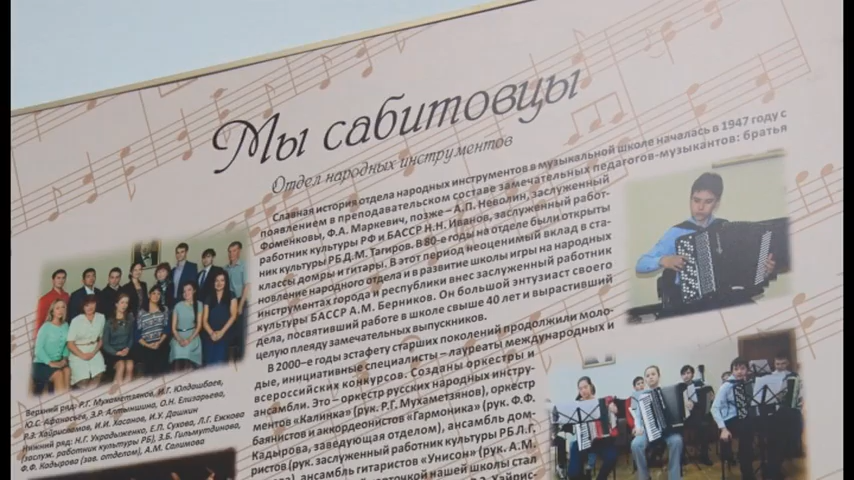 Мы сабитовцы
Отдел народных инструментов
Славная история отдела народных инструментов в музыкальной школе началась в 1947 году с
появлением в преподавательском составе замечательных педагогов-музыкантов: братья
Фоменковы, Ф.А. Маркевич, позже – А.П. Неволин, заслуженный
работник культуры РФ и БАССР Н.Н. Иванов, заслуженный работ-
ник культуры РБ Д.М. Тагиров. В 80-е годы на отделе были открыты
классы домры и гитары. В этот период неоценимый вклад в ста-
новление народного отдела и в развитие школы игры на народных
инструментах города и республики внес заслуженный работник
культуры БАССР А.М. Берников. Он большой энтузиаст своего
дела, посвятивший работе в школе свыше 40 лет и вырастивший
целую плеяду замечательных выпускников.
В 2000–е годы эстафету старших поколений продолжили моло-
дые, инициативные специалисты – лауреаты международных и
всероссийских конкурсов. Созданы оркестры и
ансамбли. Это – оркестр русских народных инстру-
ментов «Калинка» (рук. Р.Г. Мухаметзянов), оркестр
баянистов и аккордеонистов «Гармоника» (рук. Ф.Ф.
Кадырова, заведующая отделом), ансамбль дом-
ристов (рук. заслуженный работник культуры РБ Л.Г.
ансамбль гитаристов «Унисон» (рук. А.М.
карточкой нашей школы стал
Хайрис-
Верхний ряд: Р.Г. Мухаметзянов, И.Г. Юлдашбаев,
Ю.С. Афанасьев, З.Р. Алтыншина, О.Н. Елизарьева,
Р.З. Хайрисламов, И.И. Хасанов, И.У. Дашкин
Нижний ряд: Н.Г. Украдыженко, Е.П. Сухова, Л.Г. Ежкова
(заслуж. работник культуры РБ), З.Б. Гильмутдинова,
Ф.Ф. Кадырова (зав. отделом), А.М. Салимова